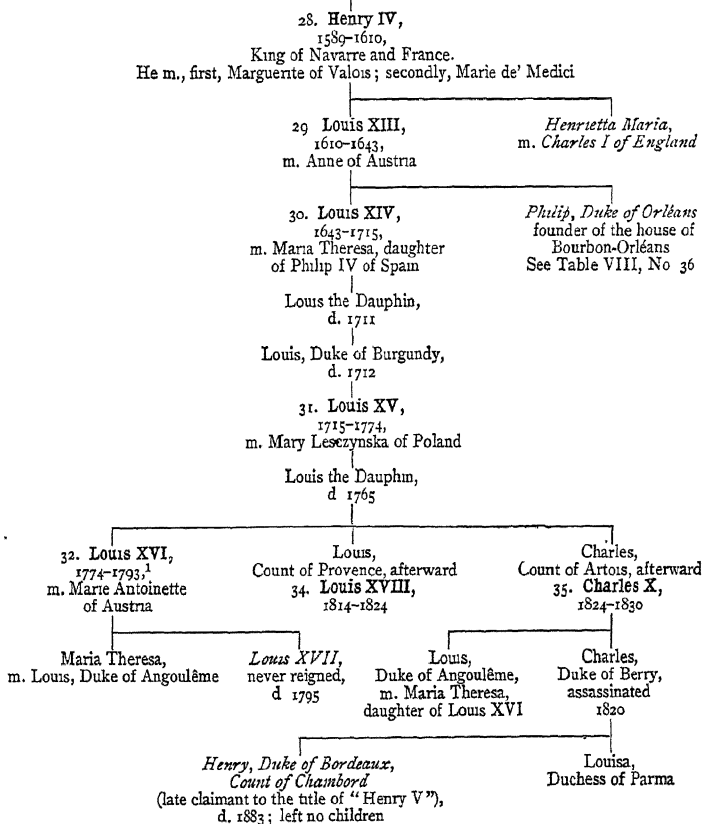 28. Henry IV,
1589–1610,
King of Navarre and France.
He m., first, Marguerite of Valois; secondly, Marie de' Medici
29 Louis XIII,
1610–1643,
m. Anne of Austria
Henrietta Maria,
m. Charles I of England
30. Louis XIV,
1643–1715,
m. Maria Theresa, daughter
of Philip IV of Spain
Philip, Duke of Orléans
founder of the house of
Bourbon-Orléans
See Table VIII, No 36
Louis the Dauphin,
d. 1711
Louis, Duke of Burgundy,
d. 1712
31. Louis XV,
1715–1774,
m. Mary Lesczynska of Poland
Louis the Dauphin,
d 1765
32. Louis XVI,
1774–1793,¹
m. Marie Antoinette
of Austria
Louis,
Count of Provence, afterward
34. Louis XVIII,
1814–1824
Charles,
Count of Artois, afterward
35. Charles X,
1824–1830
Maria Theresa,
m. Louis, Duke of Angoulême
Louis XVII,
never reigned,
d 1795
Louis,
Duke of Angoulême,
m. Maria Theresa,
daughter of Louis XVI
Charles,
Duke of Berry,
assassinated
1820
Henry, Duke of Bordeaux,
Count of Chambord
(late claimant to the title of "Henry V"),
d. 1883; left no children
Louisa,
Duchess of Parma